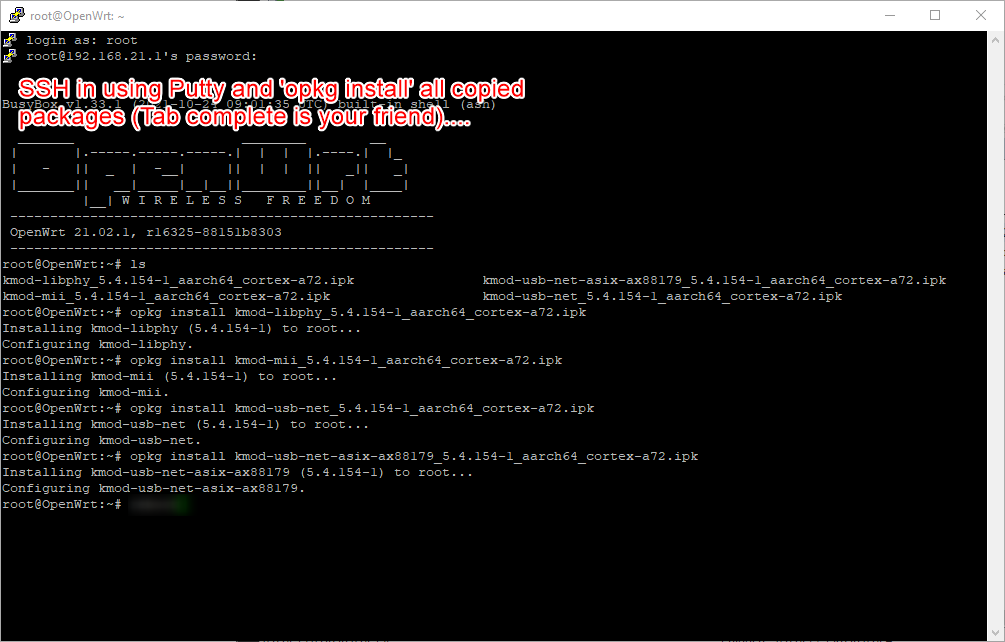 root@OpenWrt: ~
login as: root
root@192.168.21.1's password:
SSH in using Putty and 'opkg install' all copied
BusyBox v1.33.1 (2021-10-24 09:01:35 UTC) built-in shell (ash)
packages (Tab complete is your friend)....
OpenWrt
W I R E L E S S   F R E E D O M
-----------------------------------------------------
OpenWrt 21.02.1, r16325-88151b8303
-----------------------------------------------------
root@OpenWrt:~# ls
kmod-libphy_5.4.154-1_aarch64_cortex-a72.ipk kmod-usb-net-asix-ax88179_5.4.154-1_aarch64_cortex-a72.ipk
kmod-mii_5.4.154-1_aarch64_cortex-a72.ipk kmod-usb-net_5.4.154-1_aarch64_cortex-a72.ipk
root@OpenWrt:~# opkg install kmod-libphy_5.4.154-1_aarch64_cortex-a72.ipk
Installing kmod-libphy (5.4.154-1) to root...
Configuring kmod-libphy.
root@OpenWrt:~# opkg install kmod-mii_5.4.154-1_aarch64_cortex-a72.ipk
Installing kmod-mii (5.4.154-1) to root...
Configuring kmod-mii.
root@OpenWrt:~# opkg install kmod-usb-net_5.4.154-1_aarch64_cortex-a72.ipk
Installing kmod-usb-net (5.4.154-1) to root...
Configuring kmod-usb-net.
root@OpenWrt:~# opkg install kmod-usb-net-asix-ax88179_5.4.154-1_aarch64_cortex-a72.ipk
Installing kmod-usb-net-asix-ax88179 (5.4.154-1) to root...
Configuring kmod-usb-net-asix-ax88179.
root@OpenWrt:~#